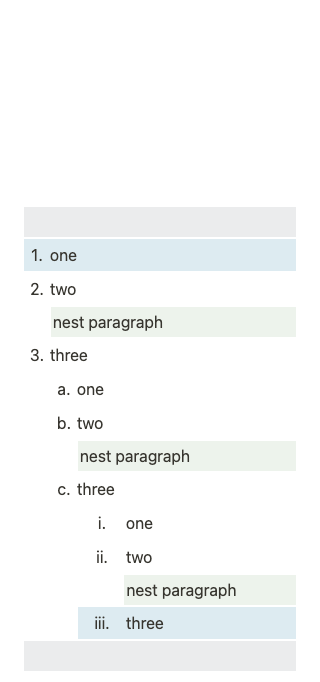 1. one
2. two
nest paragraph
3. three
a. one
b. two
nest paragraph
c. three
i. one
ii. two
nest paragraph
iii. three